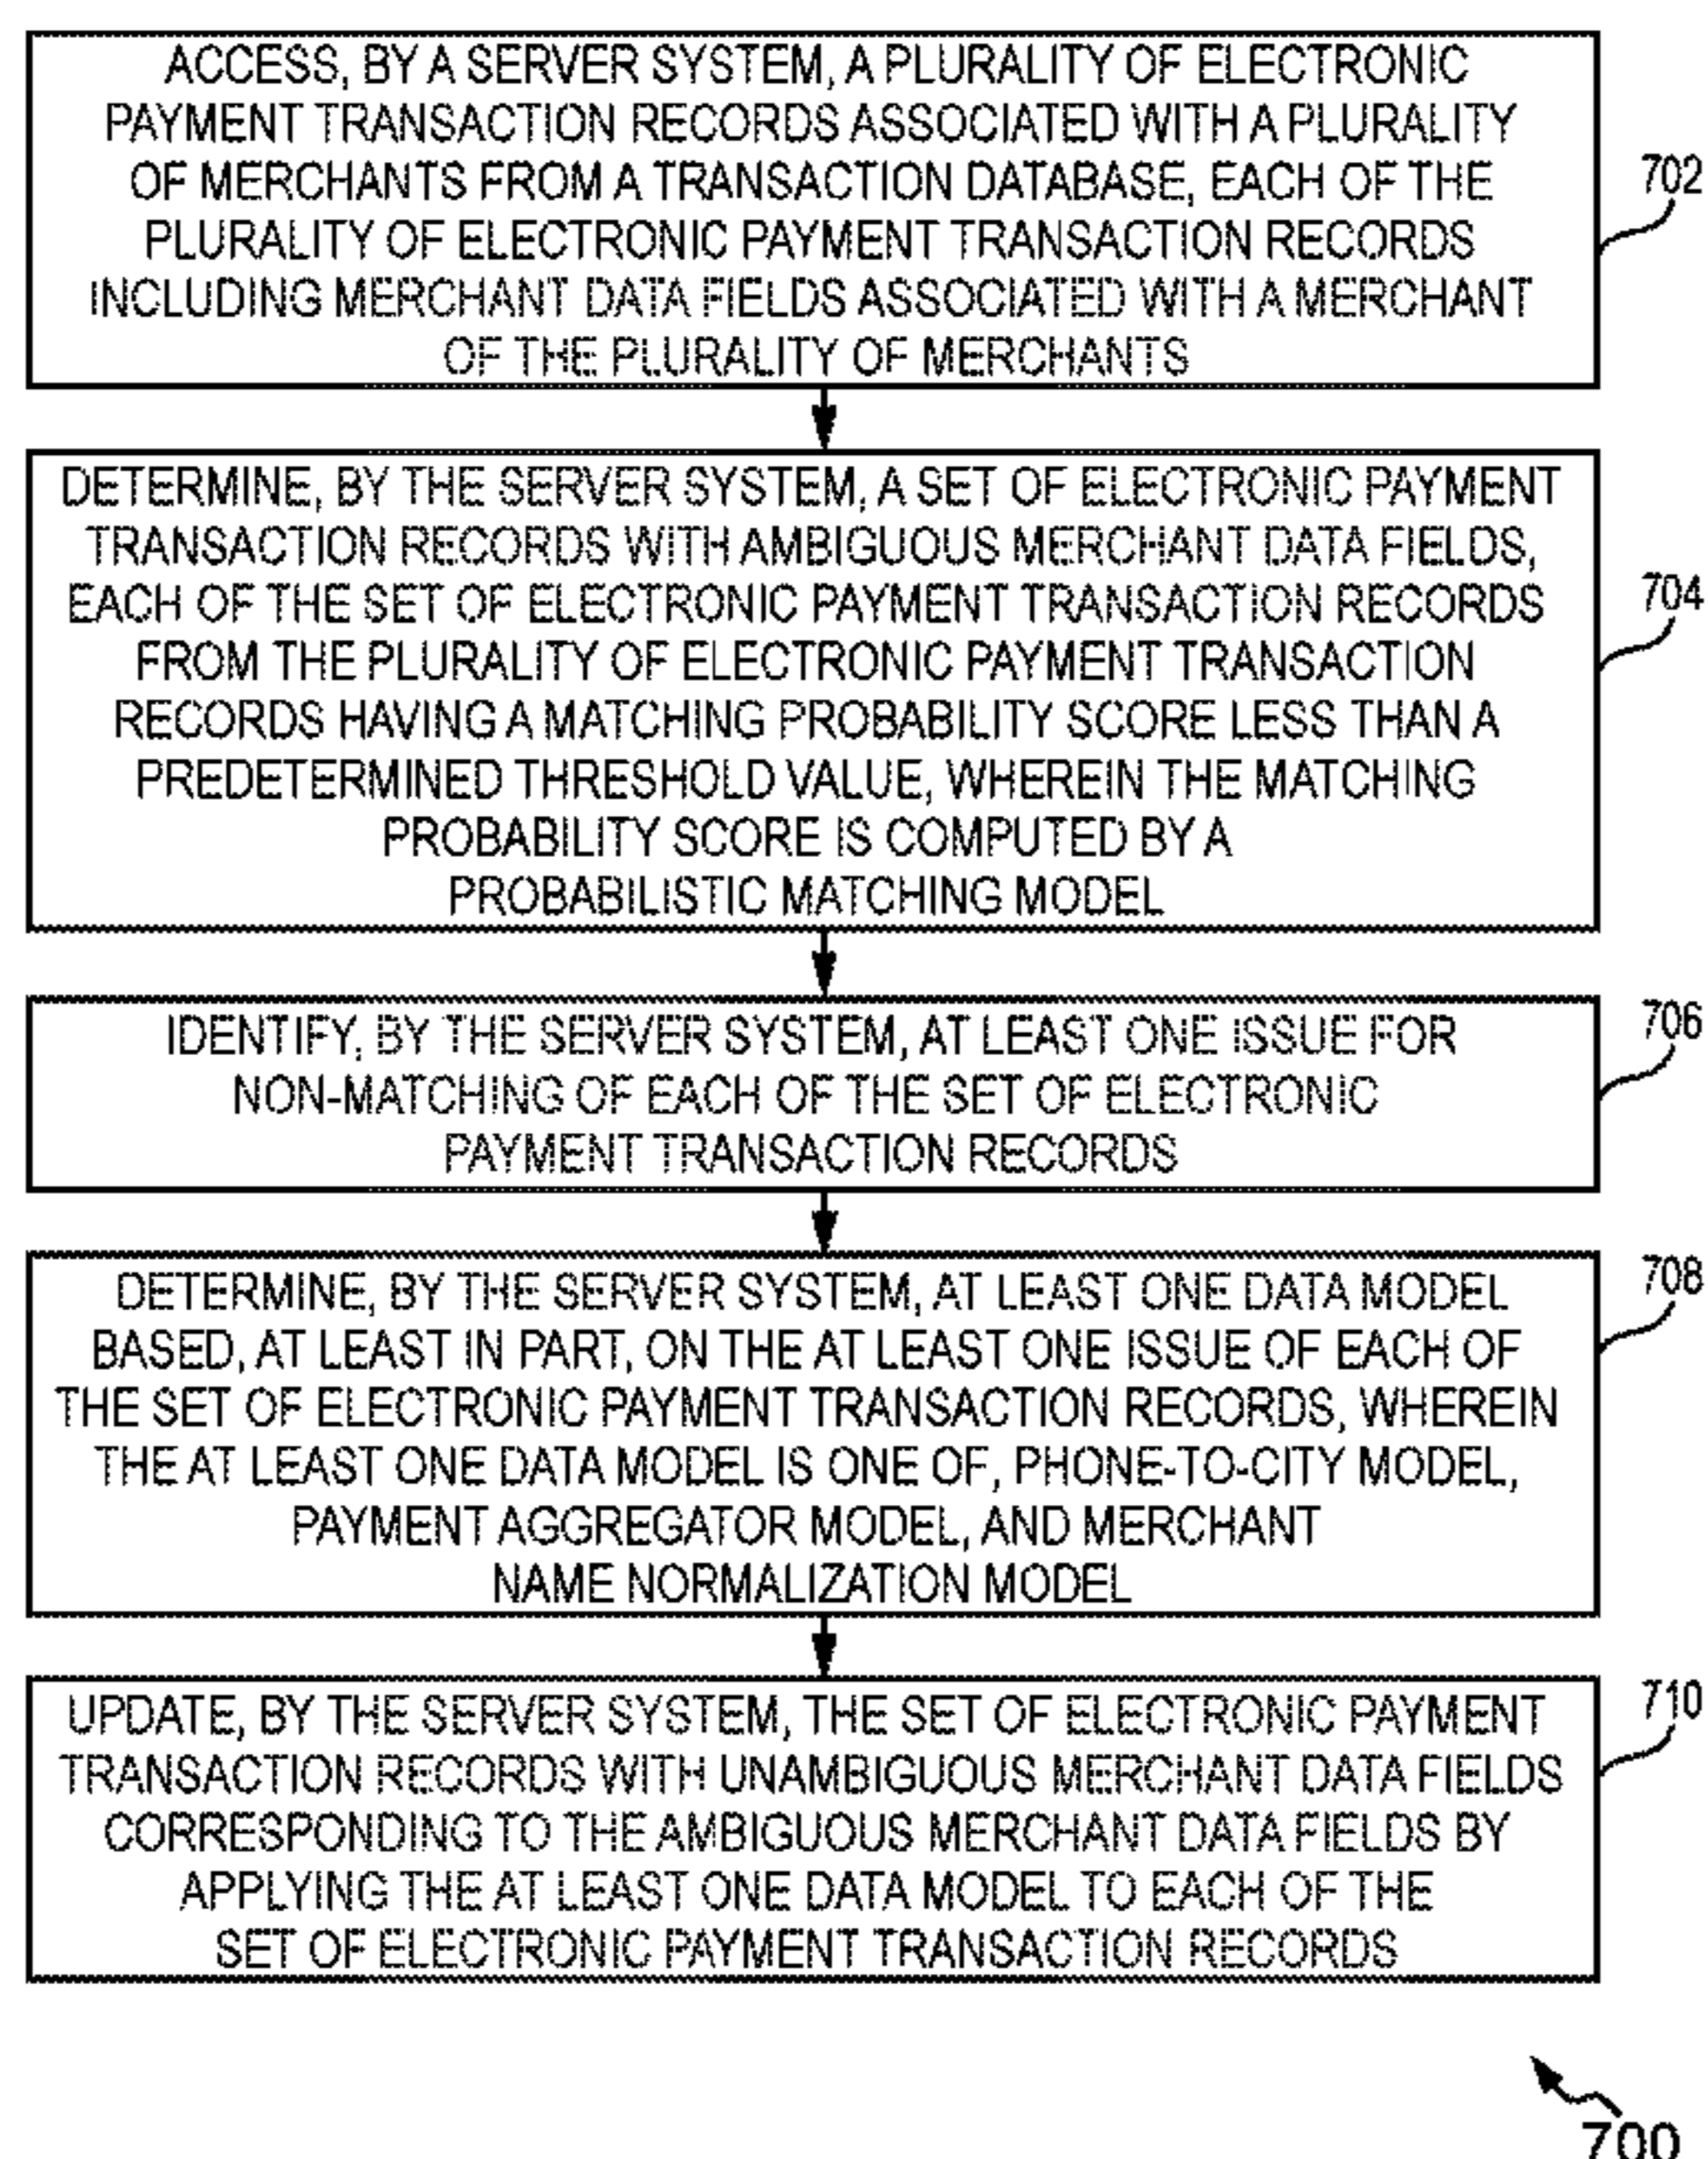 ACCESS, BY A SERVER SYSTEM, A PLURALITY OF ELECTRONIC
PAYMENT TRANSACTION RECORDS ASSOCIATED WITH A PLURALITY
OF MERCHANTS FROM A TRANSACTION DATABASE, EACH OF THE
PLURALITY OF ELECTRONIC PAYMENT TRANSACTION RECORDS
INCLUDING MERCHANT DATA FIELDS ASSOCIATED WITH A MERCHANT
OF THE PLURALITY OF MERCHANTS
702
DETERMINE, BY THE SERVER SYSTEM, A SET OF ELECTRONIC PAYMENT
TRANSACTION RECORDS WITH AMBIGUOUS MERCHANT DATA FIELDS,
EACH OF THE SET OF ELECTRONIC PAYMENT TRANSACTION RECORDS
FROM THE PLURALITY OF ELECTRONIC PAYMENT TRANSACTION
RECORDS HAVING A MATCHING PROBABILITY SCORE LESS THAN A
PREDETERMINED THRESHOLD VALUE, WHEREIN THE MATCHING
PROBABILITY SCORE IS COMPUTED BY A
PROBABILISTIC MATCHING MODEL
704
IDENTIFY, BY THE SERVER SYSTEM, AT LEAST ONE ISSUE FOR
NON-MATCHING OF EACH OF THE SET OF ELECTRONIC
PAYMENT TRANSACTION RECORDS
706
DETERMINE, BY THE SERVER SYSTEM, AT LEAST ONE DATA MODEL
BASED, AT LEAST IN PART, ON THE AT LEAST ONE ISSUE OF EACH OF
THE SET OF ELECTRONIC PAYMENT TRANSACTION RECORDS, WHEREIN
THE AT LEAST ONE DATA MODEL IS ONE OF, PHONE-TO-CITY MODEL,
PAYMENT AGGREGATOR MODEL, AND MERCHANT
NAME NORMALIZATION MODEL
708
UPDATE, BY THE SERVER SYSTEM, THE SET OF ELECTRONIC PAYMENT
TRANSACTION RECORDS WITH UNAMBIGUOUS MERCHANT DATA FIELDS
CORRESPONDING TO THE AMBIGUOUS MERCHANT DATA FIELDS BY
APPLYING THE AT LEAST ONE DATA MODEL TO EACH OF THE
SET OF ELECTRONIC PAYMENT TRANSACTION RECORDS
710
700